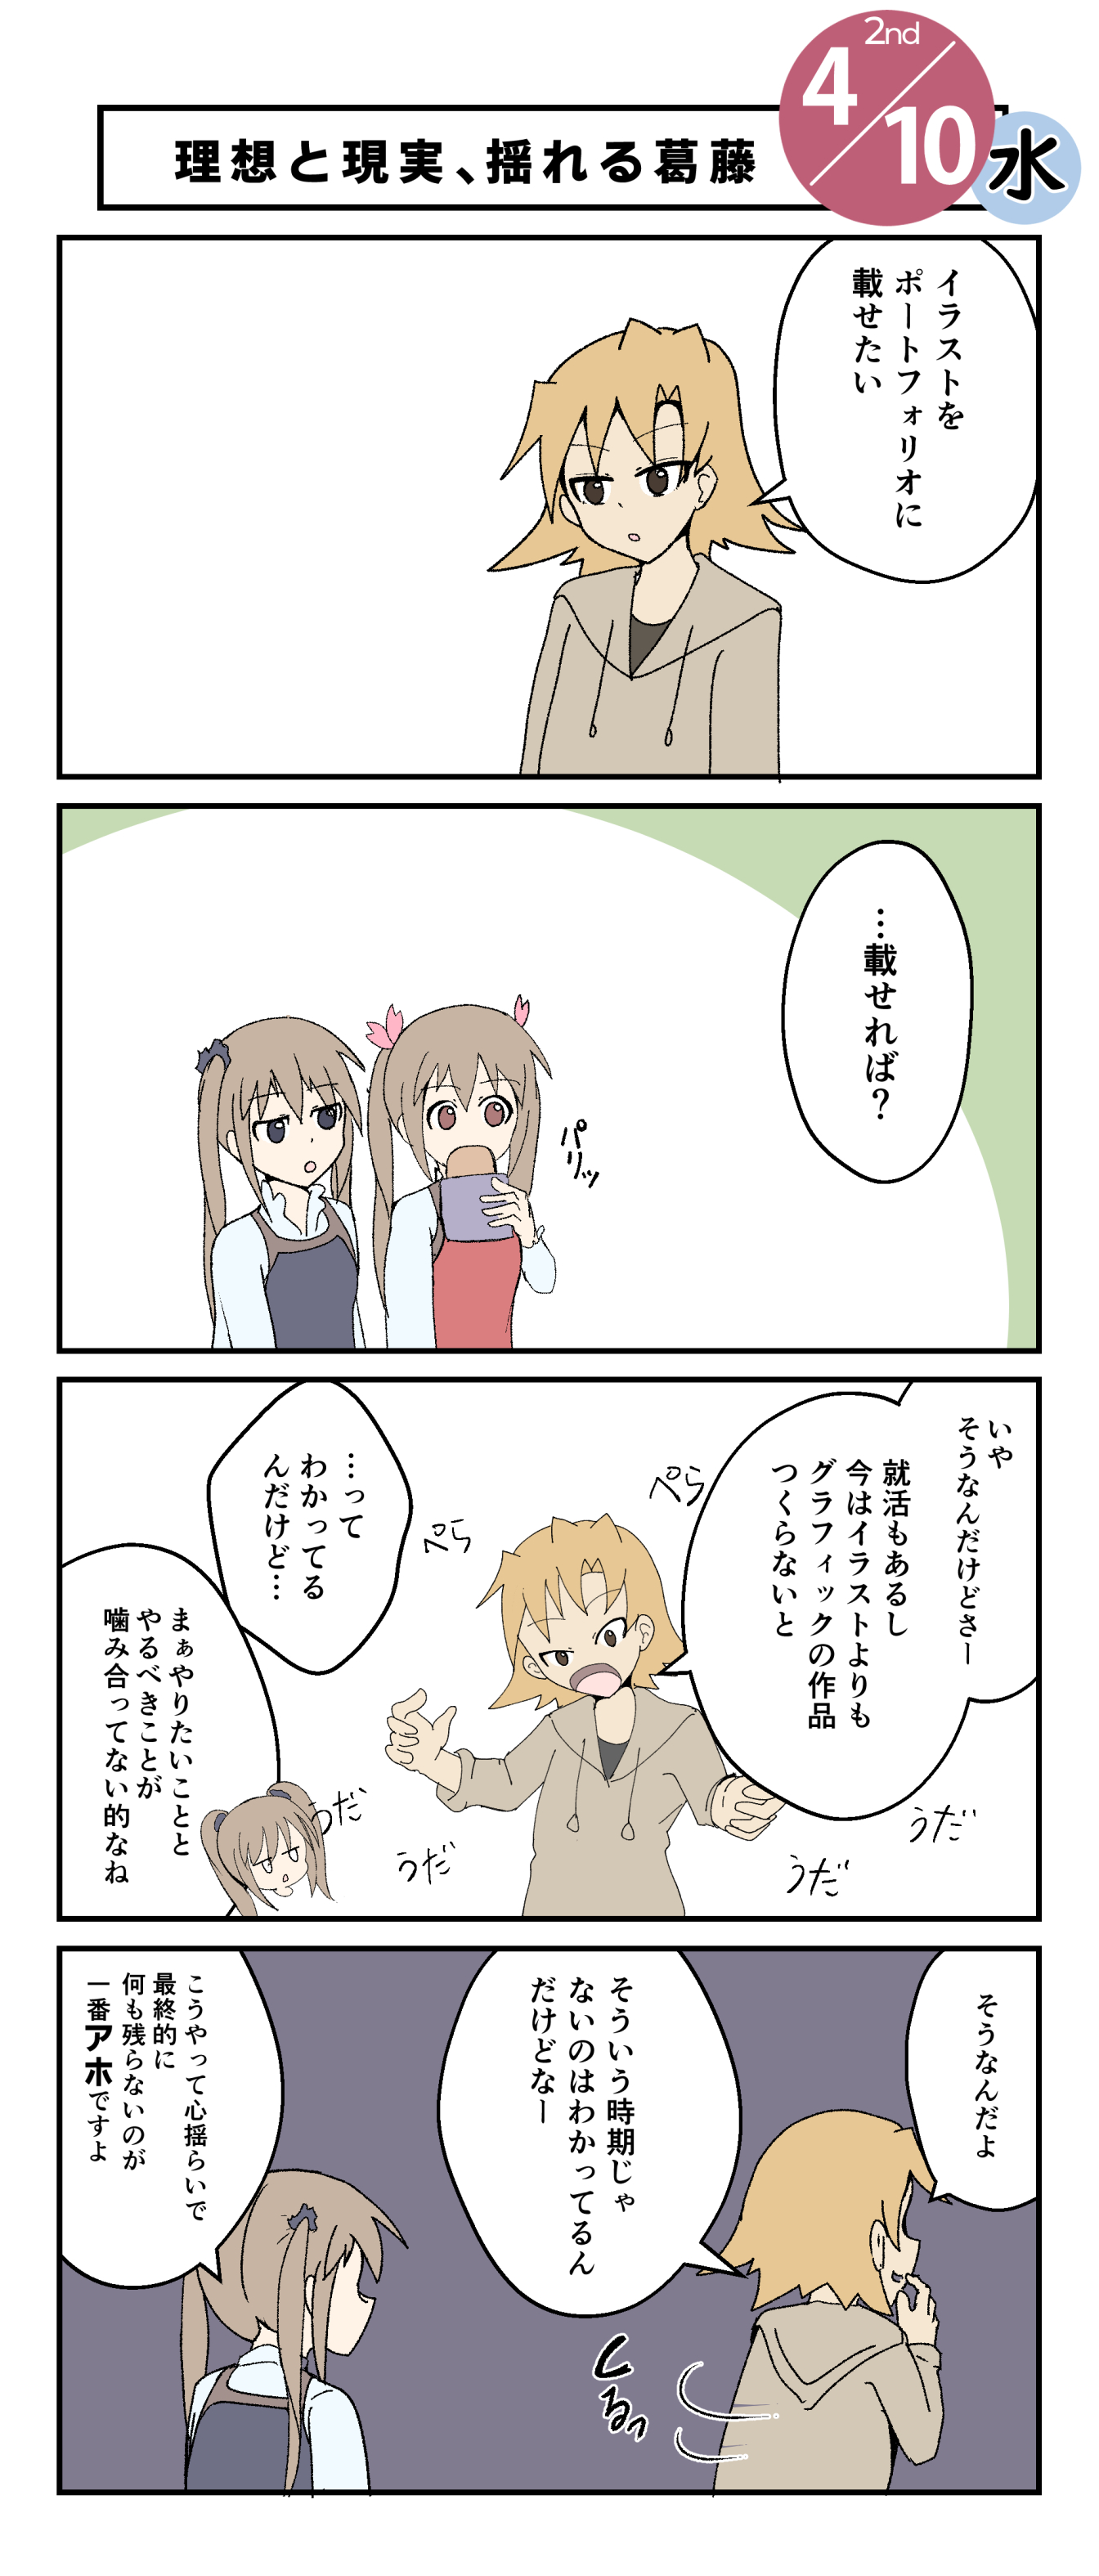 2nd
4/10
水
理想と現実、揺れる葛藤
イラストを
ポートフォリオに
載せたい
…載せれば?
パリッ
いや
そうなんだけどさー
就活もあるし
今はイラストよりも
グラフィックの作品
つくらないと
ぺら
ぺら
…って
わかってる
んだけど…
まぁやりたいことと
やるべきことが
噛み合ってない的なね
うだ
うだ
うだ
うだ
そうなんだよ
そういう時期じゃ
ないのはわかってるん
だけどなー
くるっ
こうやって心揺らいで
最終的に
何も残らないのが
一番アホですよ